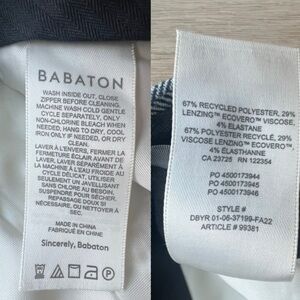 BABATON
WASH INSIDE OUT, CLOSE
ZIPPER BEFORE CLEANING.
MACHINE WASH COLD GENTLE
CYCLE SEPARATELY, ONLY
NON-CHLORINE BLEACH WHEN
NEEDED, HANG TO DRY, COOL
IRON ONLY IF NEEDED, OR DRY
CLEAN
LAVER À L'ENVERS, FERMER LA
FERMETURE ÉCLAIR AVANT DE
LAVER. LAVER À LA MACHINE
À L'EAU FROIDE AU
CYCLE DÉLICAT, UTILISER
SEULEMENT UN JAVELLISANT
SANS CHLORE AU BESOIN,
SUSPENDRE POUR SÉCHER,
REPASSAGE DOUX SI
NÉCESSAIRE, OU NETTOYER À
SEC.
MADE IN CHINA
FABRIQUÉ EN CHINE
Sincerely, Babaton
67% RECYCLED POLYESTER, 29%
LENZING™ ECOVERO™ VISCOSE,
4% ELASTANE
67% POLYESTER RECYCLÉ, 29%
VISCOSE LENZING™ ECOVERO™,
4% ÉLASTHANNE
CA 23725 RN 122354
PO 4500173944
PO 4500173945
PO 4500173946
STYLE #
DBYR 01-06-37199-FA22
ARTICLE # 99381